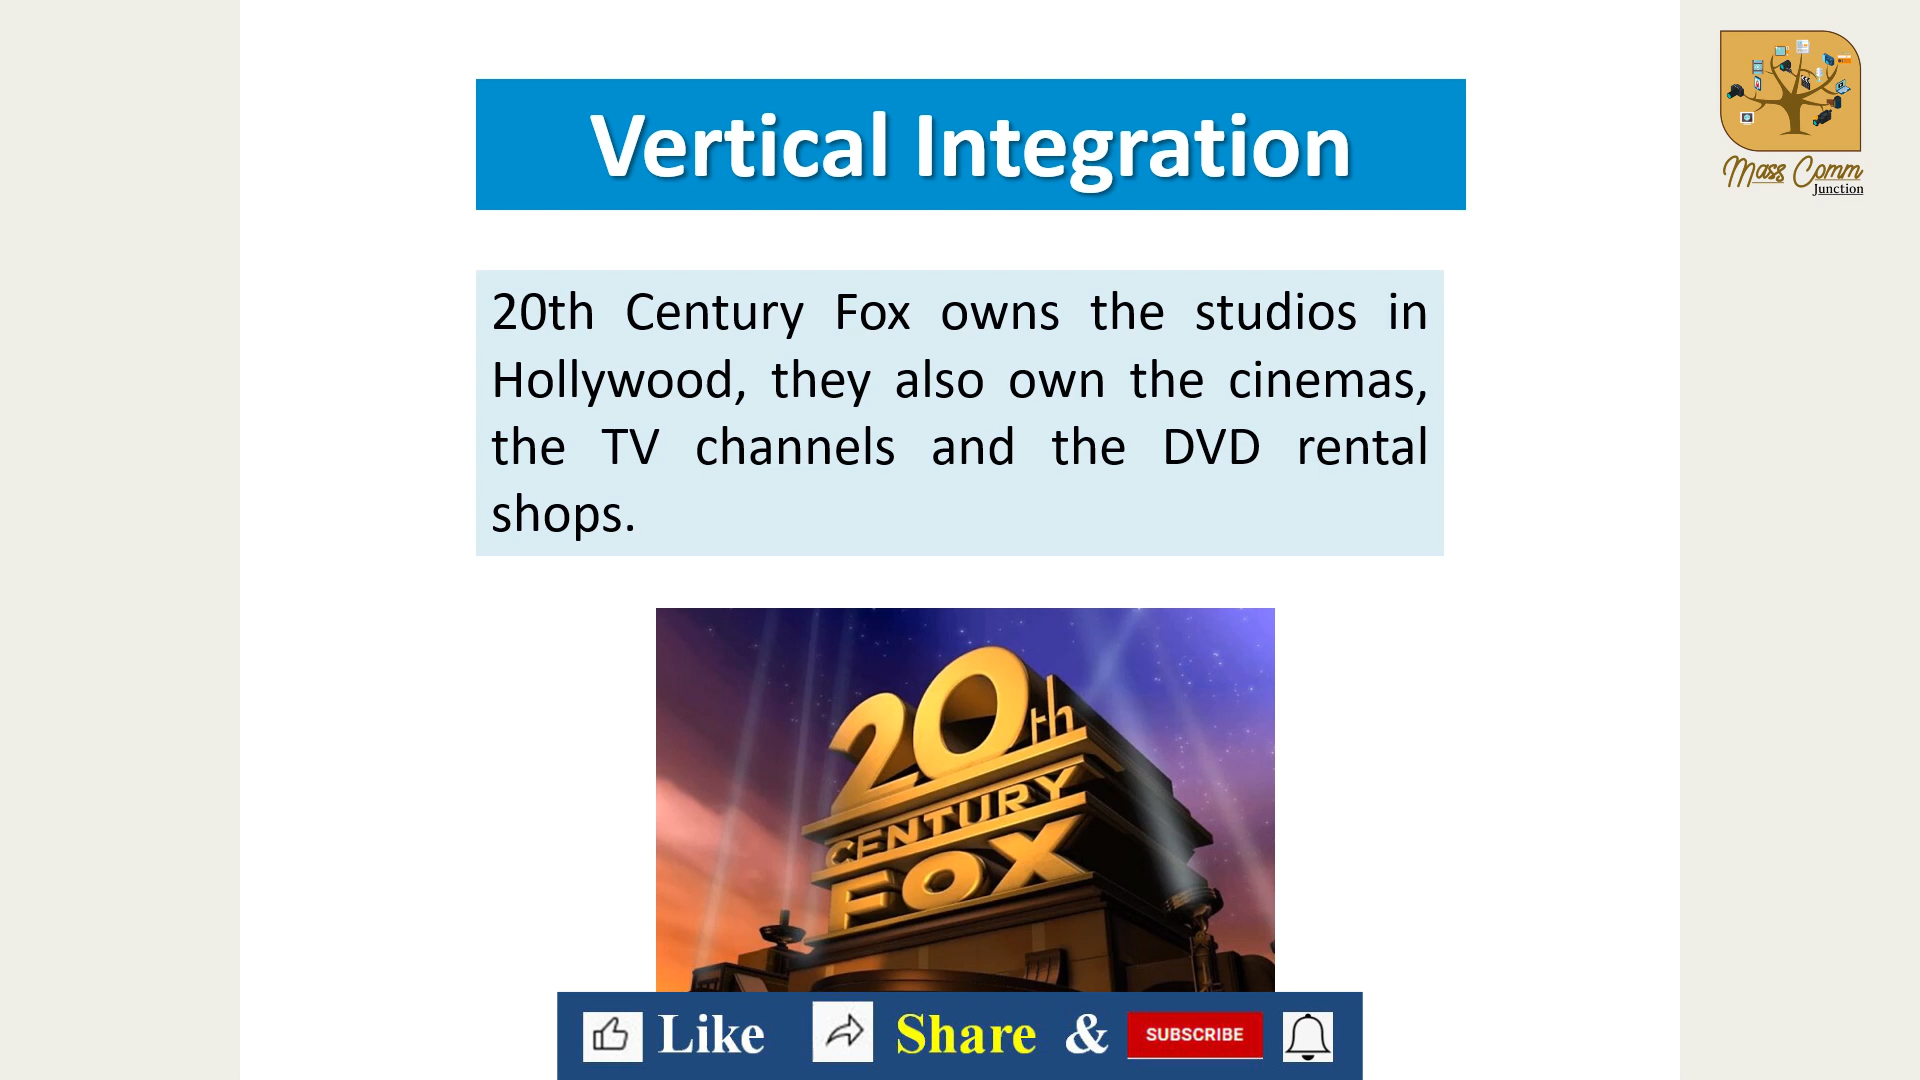 Vertical Integration
Mass Comm
Junction
20th Century Fox owns the studios in
Hollywood, they also own the cinemas,
the TV channels and the DVD rental
shops.
20th
CENTURY
FOX
Like Share & SUBSCRIBE